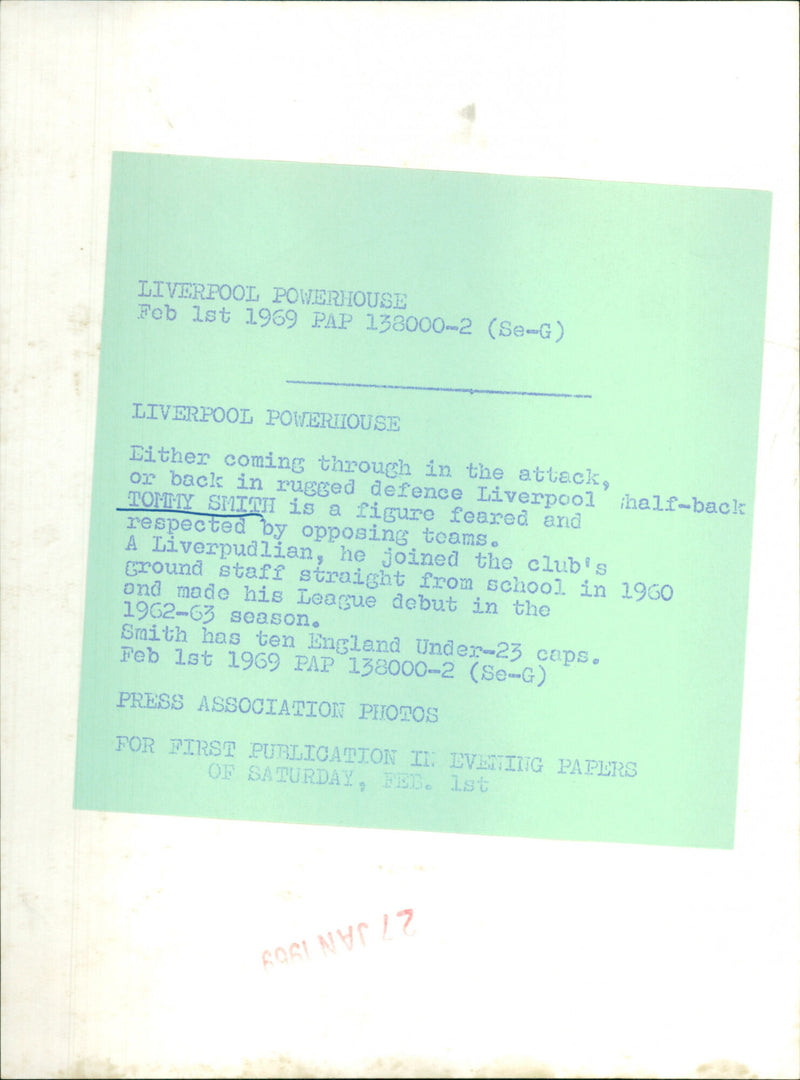 LIVERPOOL POWERHOUSE
Feb 1st 1969 PAP 138000-2 (Se-G)
LIVERPOOL POWERHOUSE
Either coming through in the attack,
or back in rugged defence Liverpool half-back
TOMMY SMITH is a figure feared and
respected by opposing teams.
A Liverpudlian, he joined the club's
ground staff straight from school in 1960
and made his League debut in the
1962-63 season.
Smith has ten England Under-23 caps.
Feb 1st 1969 PAP 138000-2 (Se-G)
PRESS ASSOCIATION PHOTOS
FOR FIRST PUBLICATION IN EVENING PAPERS
OF SATURDAY, FEB. 1st
27 JAN 1969